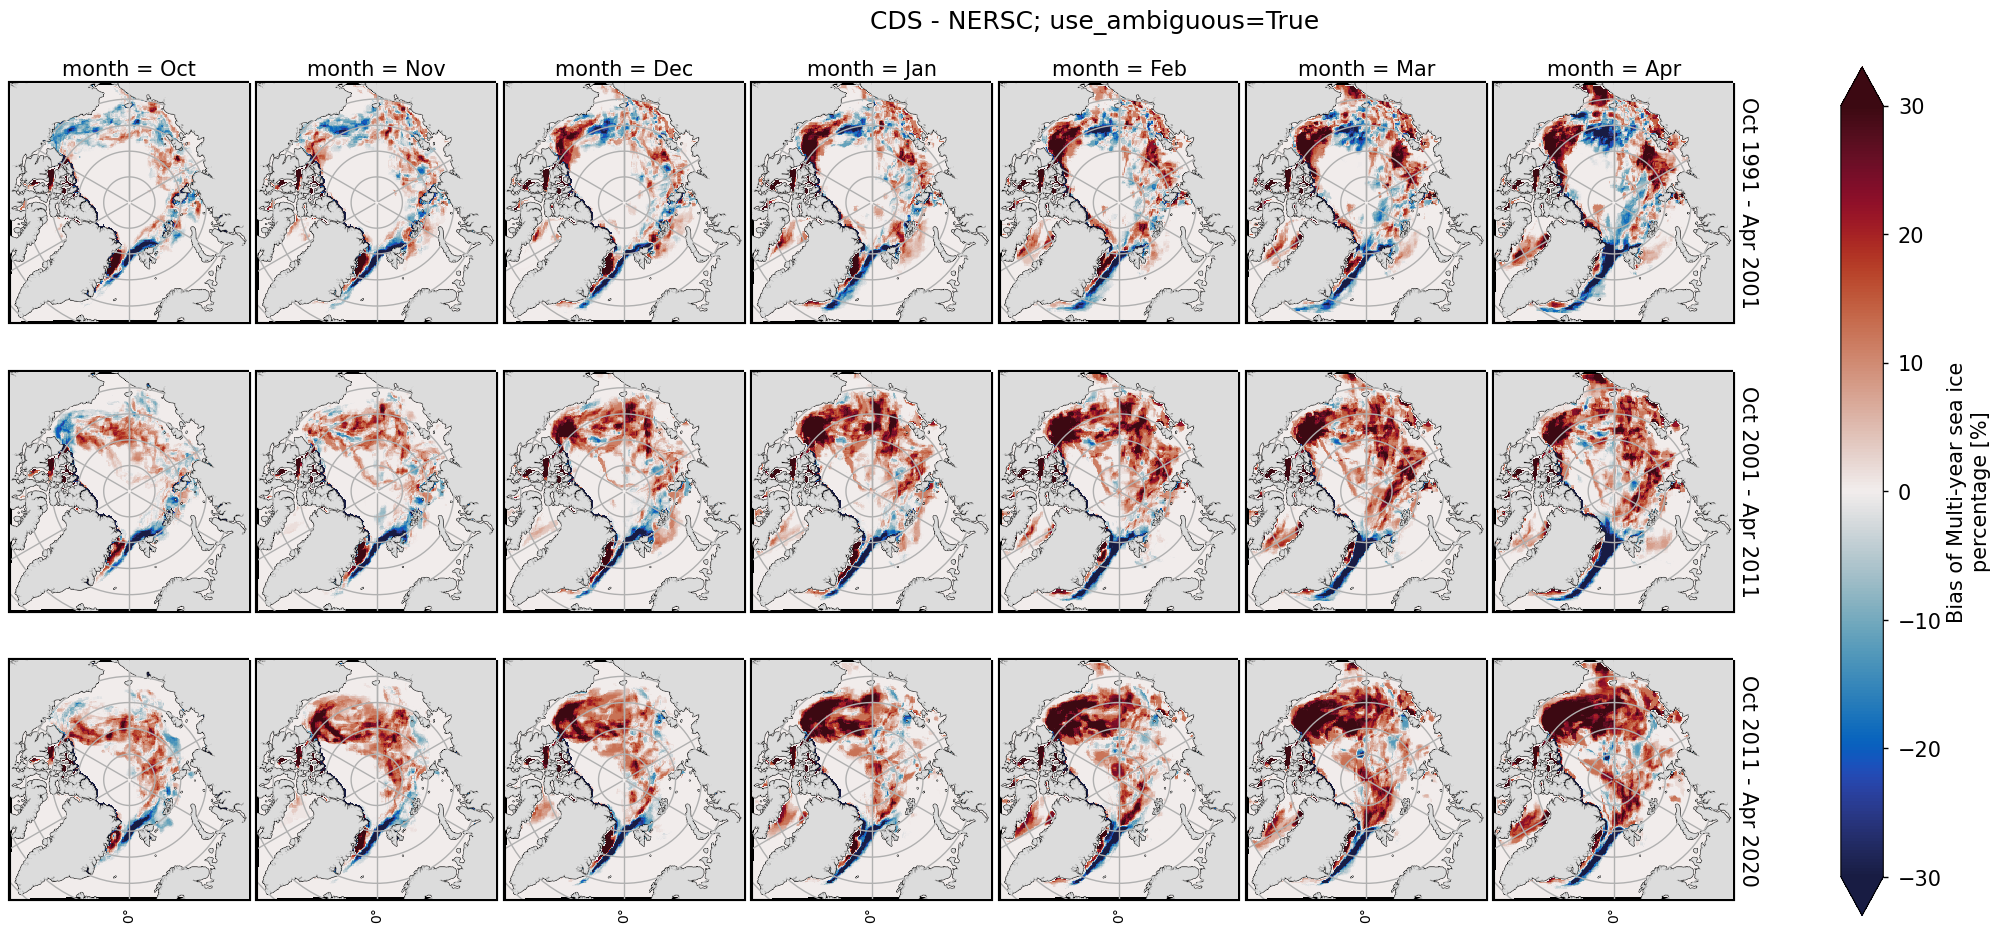 CDS - NERSC; use_ambiguous=True
month = Oct
month = Nov
month = Dec
month = Jan
month = Feb
month = Mar
month = Apr
Oct 1991 - Apr 2001
Oct 2001 - Apr 2011
Oct 2011 - Apr 2020
0°
0°
0°
0°
0°
0°
0°
30
20
10
0
−10
−20
−30
Bias of Multi-year sea ice
percentage [%]